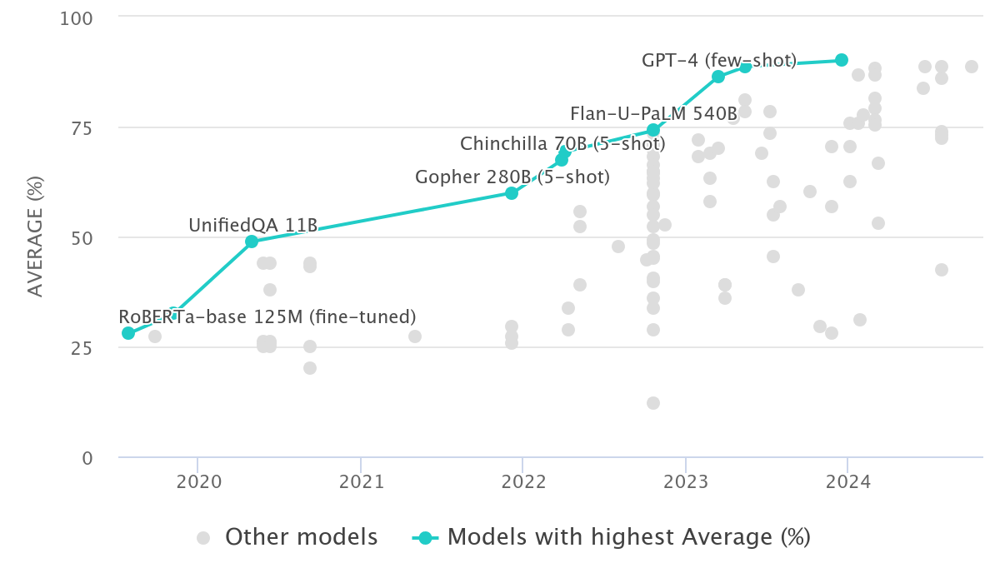 100
GPT-4 (few-shot)
Flan-U-PaLM 540B
75
Chinchilla 70B (5-shot)
Gopher 280B (5-shot)
AVERAGE (%)
UnifiedQA 11B
50
RoBERTa-base 125M (fine-tuned)
25
0
2020 2021 2022 2023 2024
Other models Models with highest Average (%)